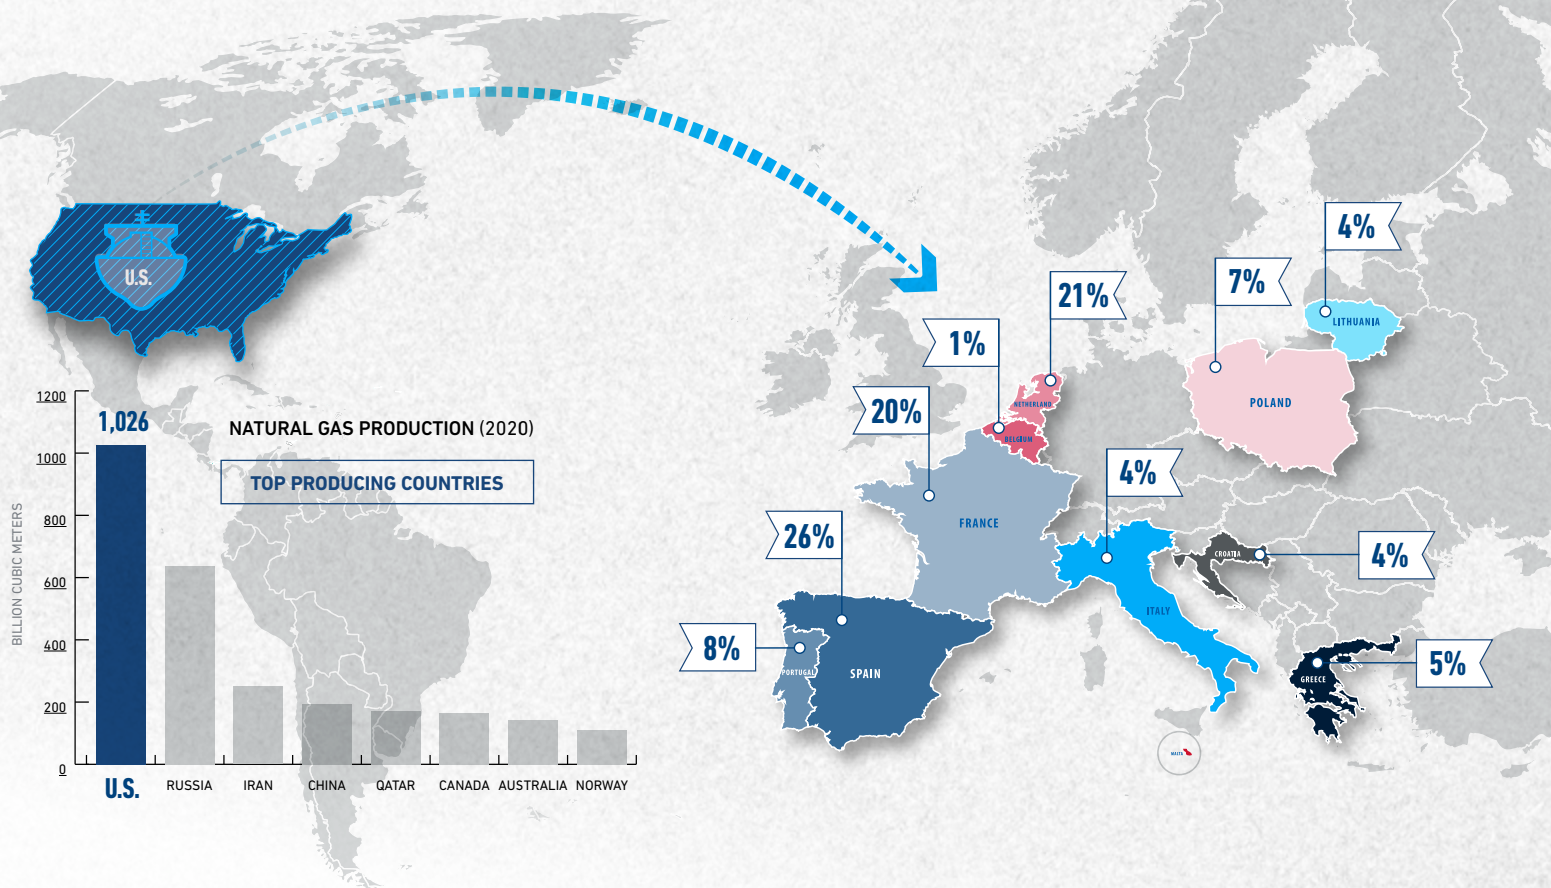 U.S.
1200
1000
800
600
400
200
0
BILLION CUBIC METERS
1,026
NATURAL GAS PRODUCTION (2020)
TOP PRODUCING COUNTRIES
U.S.
RUSSIA
IRAN
CHINA
QATAR
CANADA
AUSTRALIA
NORWAY
4%
7%
21%
1%
20%
4%
26%
4%
8%
5%
LITHUANIA
POLAND
NETHERLAND
BELGIUM
FRANCE
CROATIA
ITALY
PORTUGAL
SPAIN
GREECE
MALTA